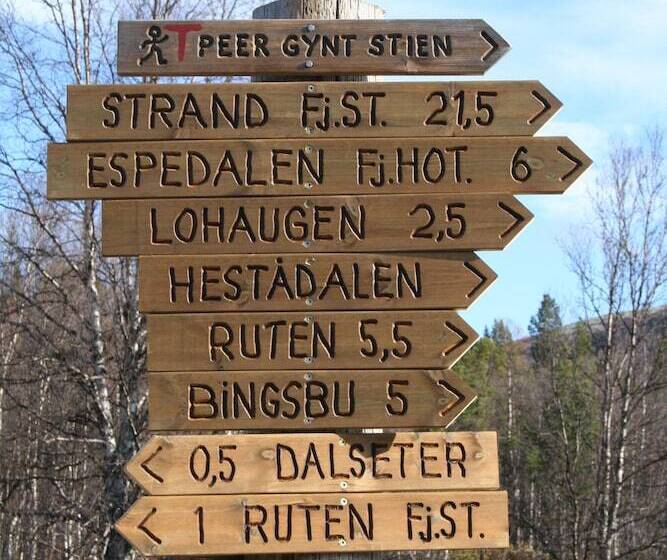 T PEER GYNT STIEN >
STRAND Fj.ST. 21,5 >
ESPEDALEN Fj.HOT. 6 >
LOHAUGEN 2,5 >
HESTÅDALEN >
RUTEN 5,5 >
BiNGSBU 5 >
< 0,5 DALSETER
< 1 RUTEN Fj.ST.